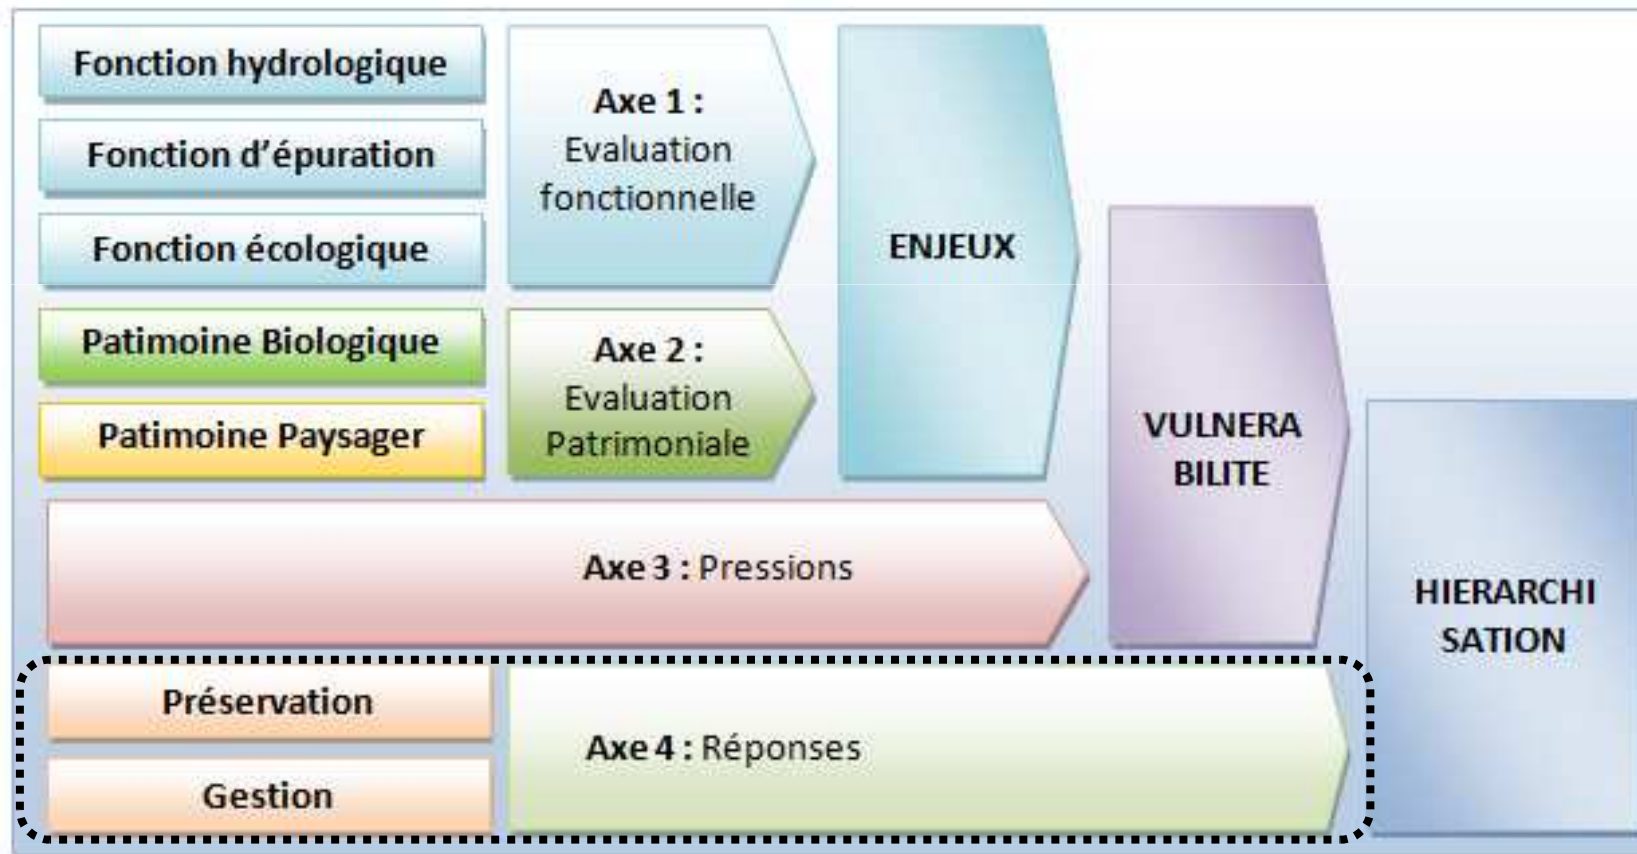 Fonction hydrologique
Fonction d'épuration
Fonction écologique
Patimoine Biologique
Patimoine Paysager
Axe 1 :
Evaluation
fonctionnelle
Axe 2 :
Evaluation
Patrimoniale
ENJEUX
Axe 3 : Pressions
VULNERA
BILITE
Préservation
Gestion
Axe 4 : Réponses
HIERARCHI
SATION